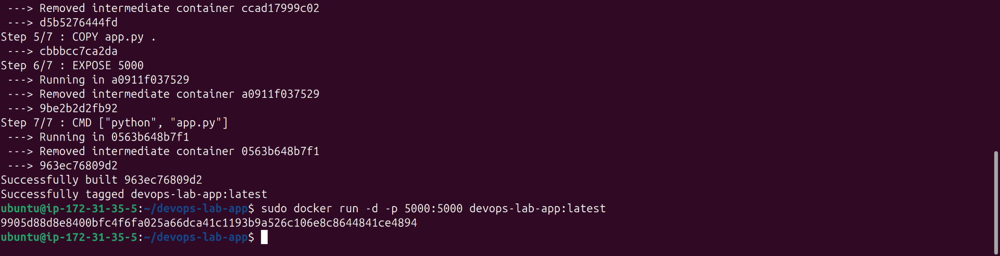 ---> Removed intermediate container ccad17999c02
 ---> d5b5276444fd
Step 5/7 : COPY app.py .
 ---> cbbbcc7ca2da
Step 6/7 : EXPOSE 5000
 ---> Running in a0911f037529
 ---> Removed intermediate container a0911f037529
 ---> 9be2b2d2fb92
Step 7/7 : CMD ["python", "app.py"]
 ---> Running in 0563b648b7f1
 ---> Removed intermediate container 0563b648b7f1
 ---> 963ec76809d2
Successfully built 963ec76809d2
Successfully tagged devops-lab-app:latest
ubuntu@ip-172-31-35-5:~/devops-lab-app$ sudo docker run -d -p 5000:5000 devops-lab-app:latest
9905d88d8e8400bfc4f6fa025a66dca41c1193b9a526c106e8c8644841ce4894
ubuntu@ip-172-31-35-5:~/devops-lab-app$